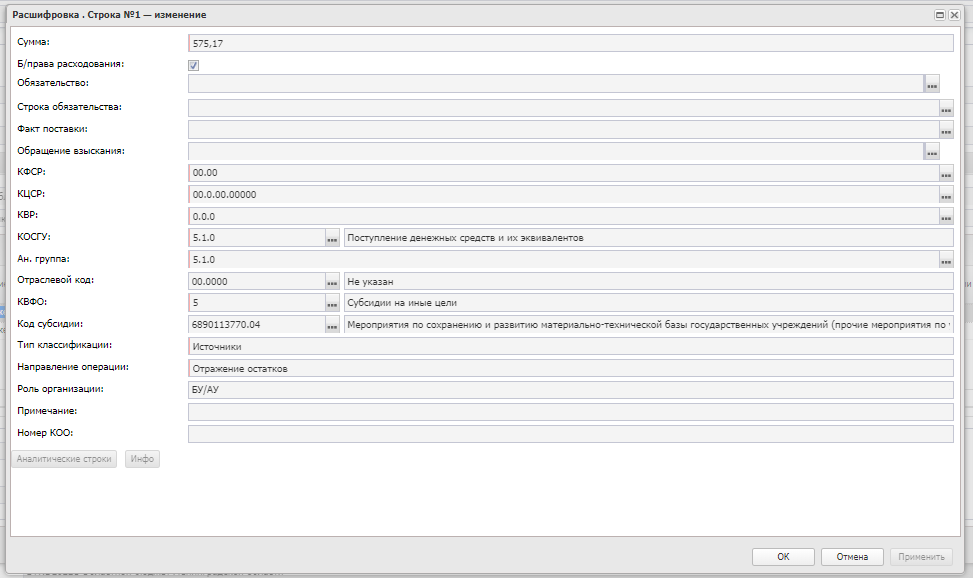 Расшифровка . Строка №1 — изменение
Сумма: 575,17
Б/права расходования:
Обязательство: ...
Строка обязательства: ...
Факт поставки: ...
Обращение взыскания: ...
КФСР: 00.00 ...
КЦСР: 00.0.00.00000 ...
КВР: 0.0.0 ...
КОСГУ: 5.1.0 ... Поступление денежных средств и их эквивалентов
Ан. группа: 5.1.0 ...
Отраслевой код: 00.0000 ... Не указан
КВФО: 5 ... Субсидии на иные цели
Код субсидии: 6890113770.04 ... Мероприятия по сохранению и развитию материально-технической базы государственных учреждений (прочие мероприятия по
Тип классификации: Источники
Направление операции: Отражение остатков
Роль организации: БУ/АУ
Примечание:
Номер КОО:
Аналитические строки Инфо
ОК Отмена Применить